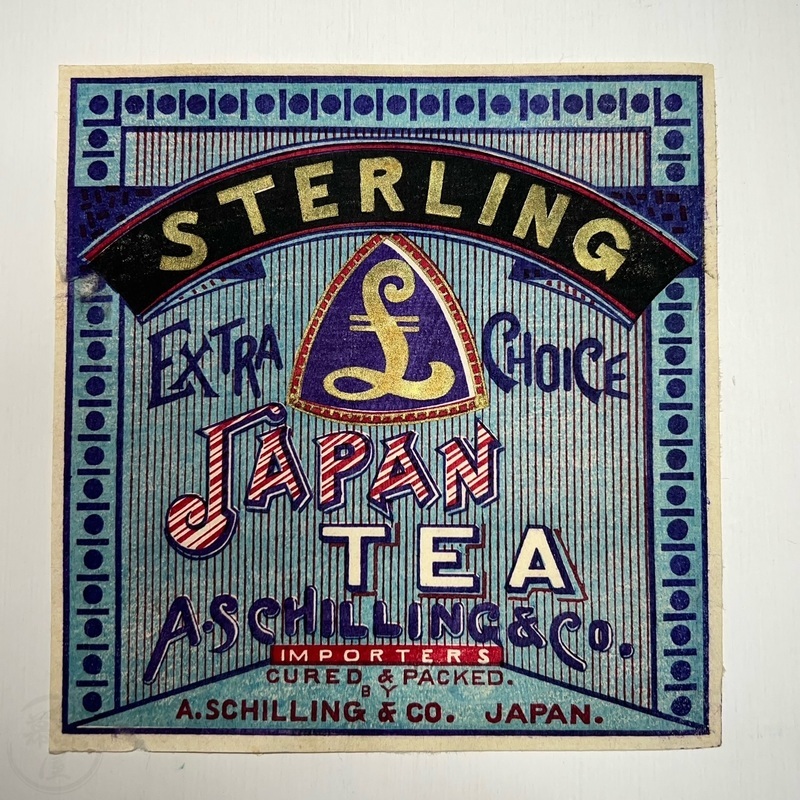 STERLING
£
EXTRA CHOICE
JAPAN
TEA
A. SCHILLING & CO.
IMPORTERS
CURED & PACKED.
BY
A. SCHILLING & CO. JAPAN.